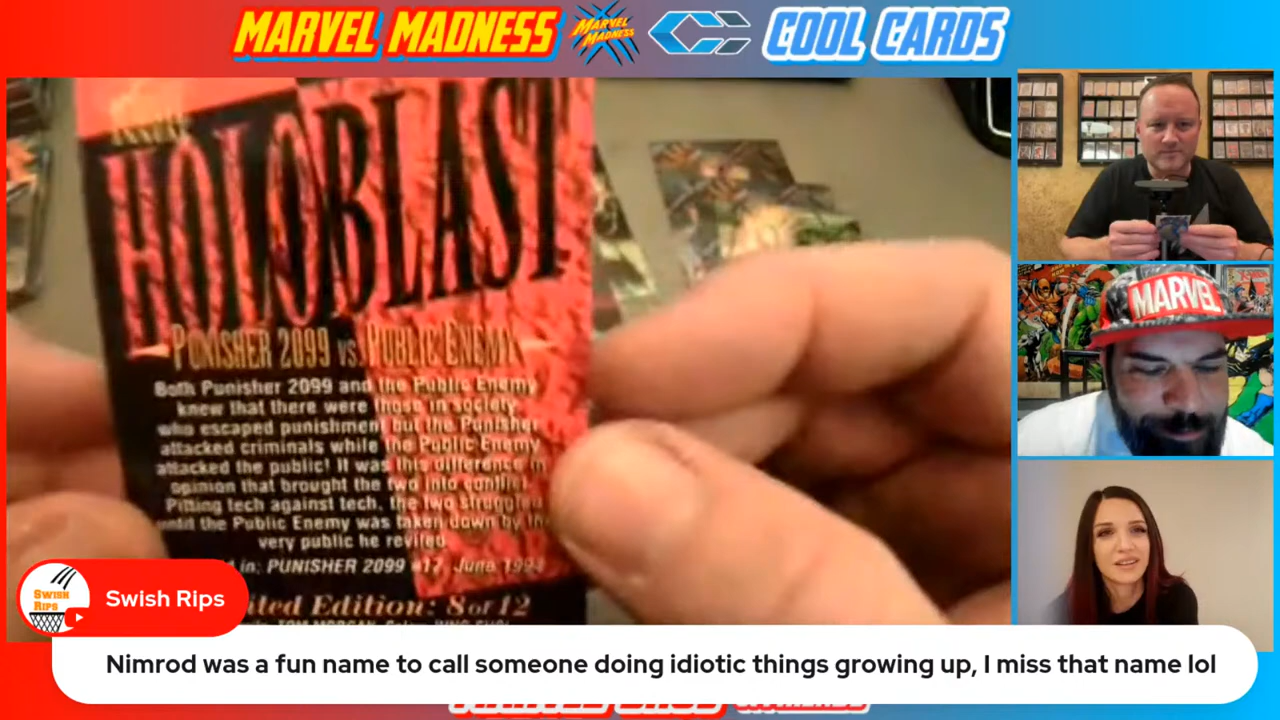 MARVEL MADNESS
MARVEL
MADNESS
COOL CARDS
HOLOBLAST
PUNISHER 2099 VS. PUBLIC ENEMY
Both Punisher 2099 and the Public Enemy
knew that there were those in society
who escaped punishment but the Punisher
attacked criminals while the Public Enemy
attacked the public! It was this difference in
opinion that brought the two into conflict.
Pitting tech against tech, the two struggled
until the Public Enemy was taken down by the
very public he reviled.
in: PUNISHER 2099 #17, June 1994
Limited Edition: 8 of 12
MARVEL
SWISH
RIPS
Swish Rips
Nimrod was a fun name to call someone doing idiotic things growing up, I miss that name lol